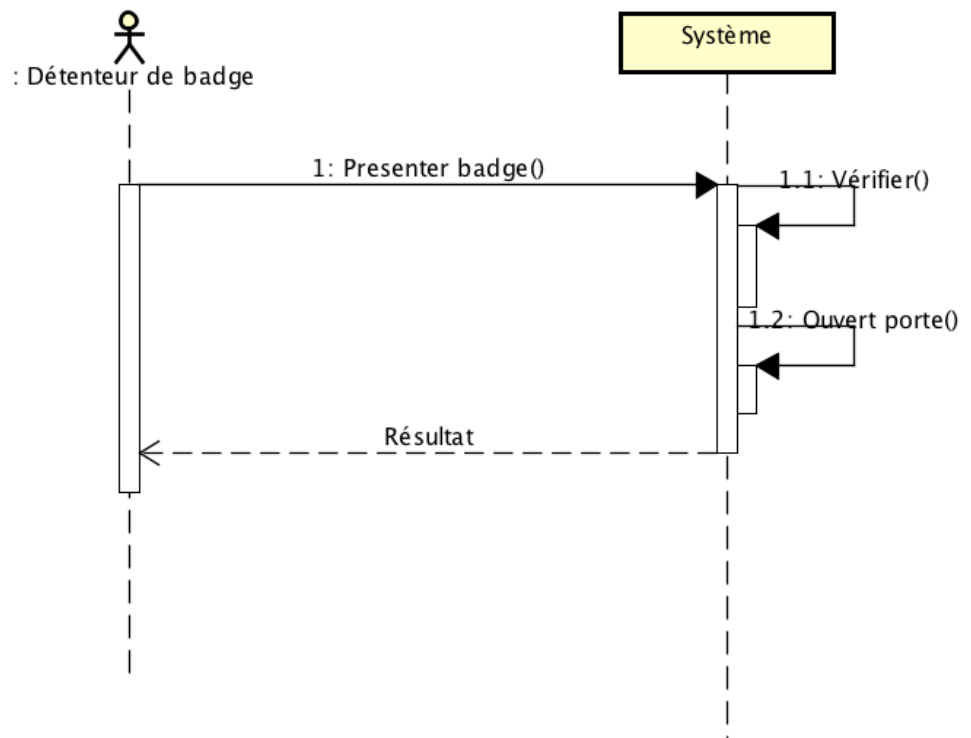 : Détenteur de badge
Système
1: Presenter badge()
1.1: Vérifier()
1.2: Ouvert porte()
Résultat